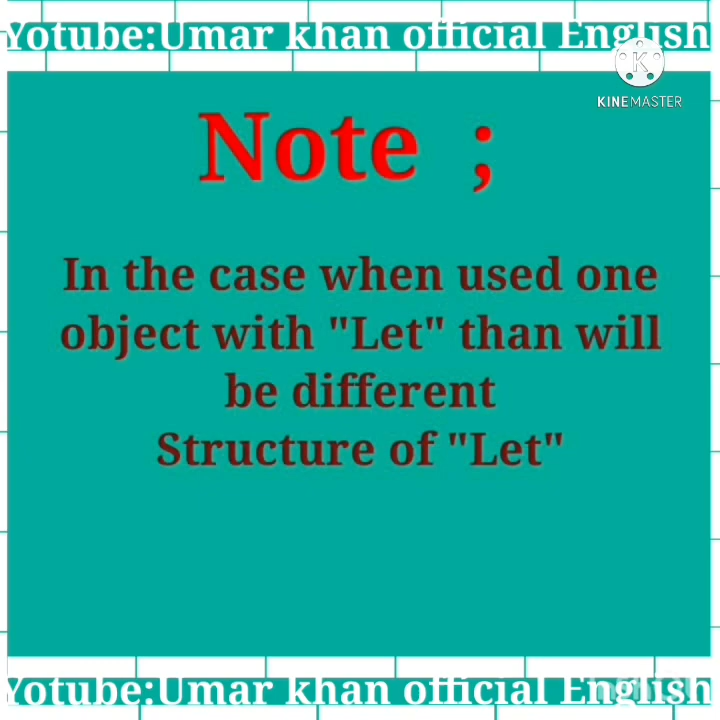 Yotube:Umar khan official English
KINEMASTER
Note ;
In the case when used one
object with "Let" than will
be different
Structure of "Let"
Yotube:Umar khan official English